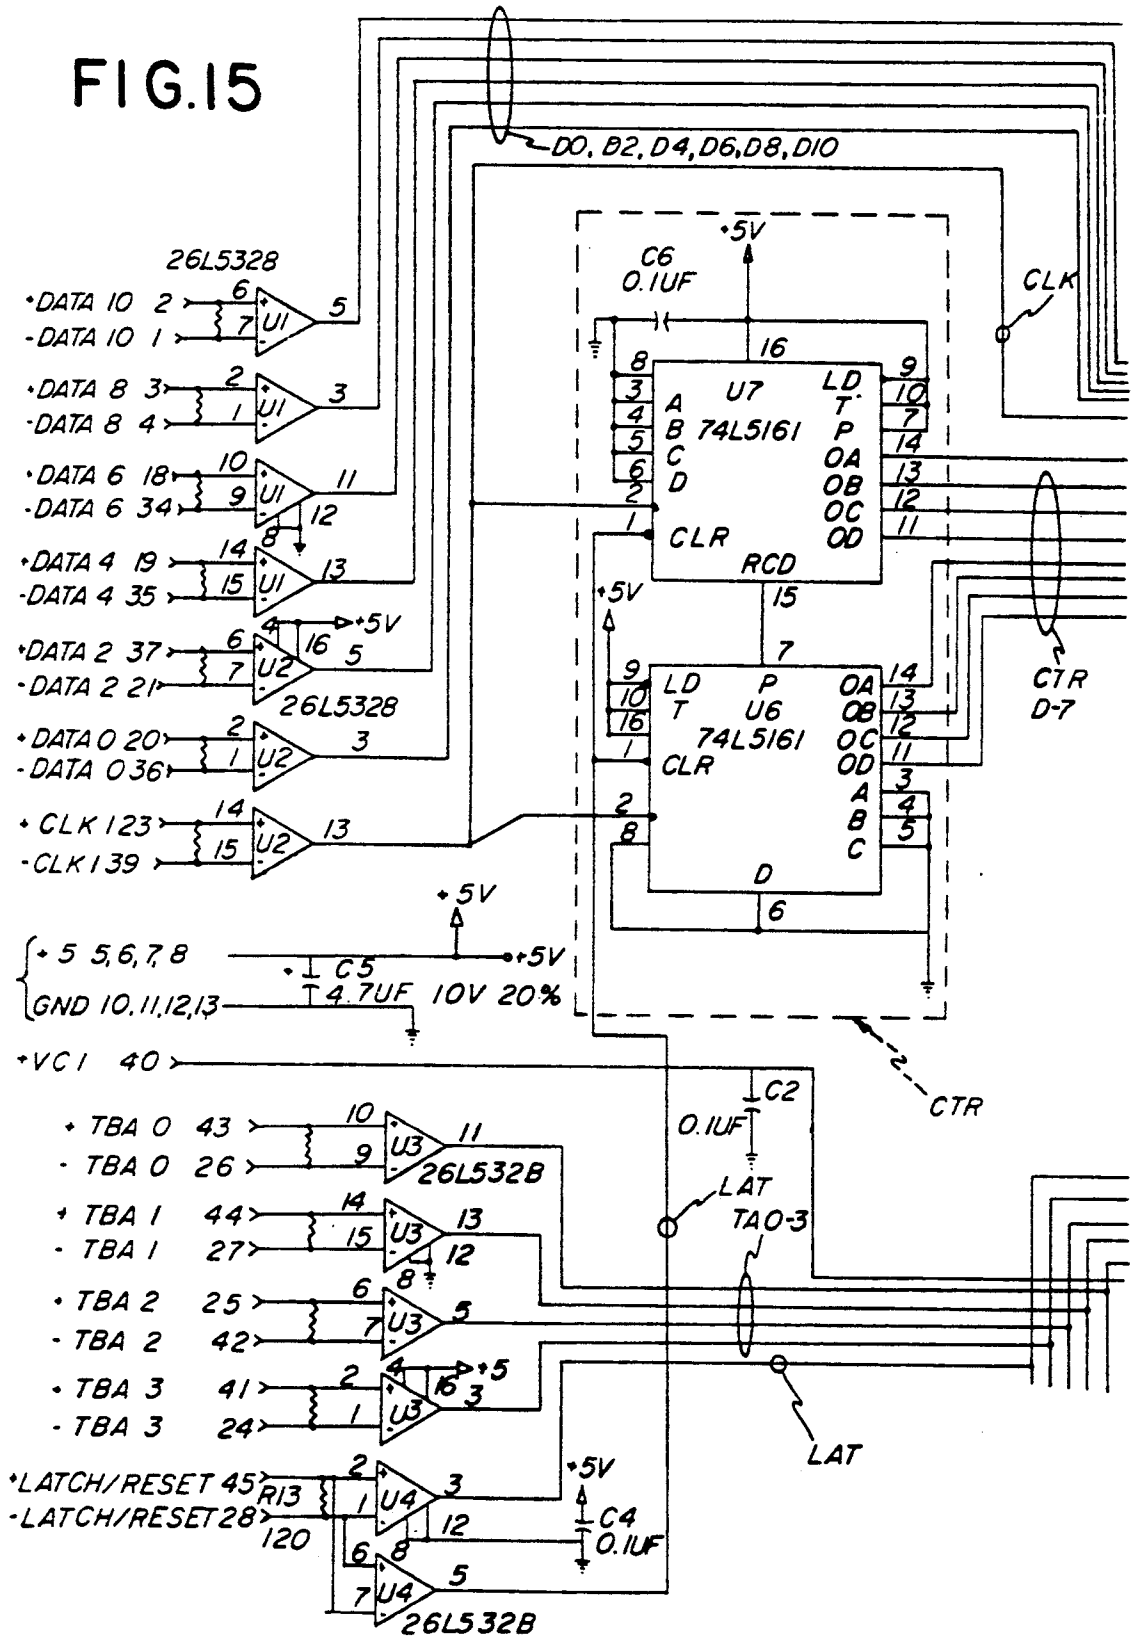 FIG.15
D0, B2, D4, D6, D8, D10
26L5328
+DATA 10 2 6
-DATA 10 1 7 U1 5
+DATA 8 3 2
-DATA 8 4 1 U1 3
+DATA 6 18 10
-DATA 6 34 9 U1 11
8 12
+DATA 4 19 14
-DATA 4 35 15 U1 13
4 16 +5V
+DATA 2 37 6
-DATA 2 21 7 U2 5
26L5328
+DATA 0 20 2
-DATA 0 36 1 U2 3
+ CLK 1 23 14
-CLK 1 39 15 U2 13
+5V
C6
0.1UF
16
CLK
8 U7 LD 9
3 A T 10
4 B 74L5161 P 7
5 C OA 14
6 D OB 13
2 OC 12
1 CLR OD 11
RCD
15
+5V
7
9 LD P OA 14
10 T U6 OB 13
16 74L5161 OC 12
1 CLR OD 11
A 3
2 B 4
8 C 5
D
6
CTR
D-7
+5V
+ 5 5,6,7,8
+5V
+ C5
4.7UF 10V 20%
GND 10,11,12,13
+VC1 40
C2
0.1UF
CTR
+ TBA 0 43 10
- TBA 0 26 9 U3 11
26L532B
+ TBA 1 44 14
- TBA 1 27 15 U3 13
8 12
+ TBA 2 25 6
- TBA 2 42 7 U3 5
4 16 +5
+ TBA 3 41 2
- TBA 3 24 1 U3 3
LAT
TA0-3
LAT
+LATCH/RESET 45 2
R13
-LATCH/RESET 28 1 U4 3
120
8 12
+5V
C4
0.1UF
6
7 U4 5
26L532B